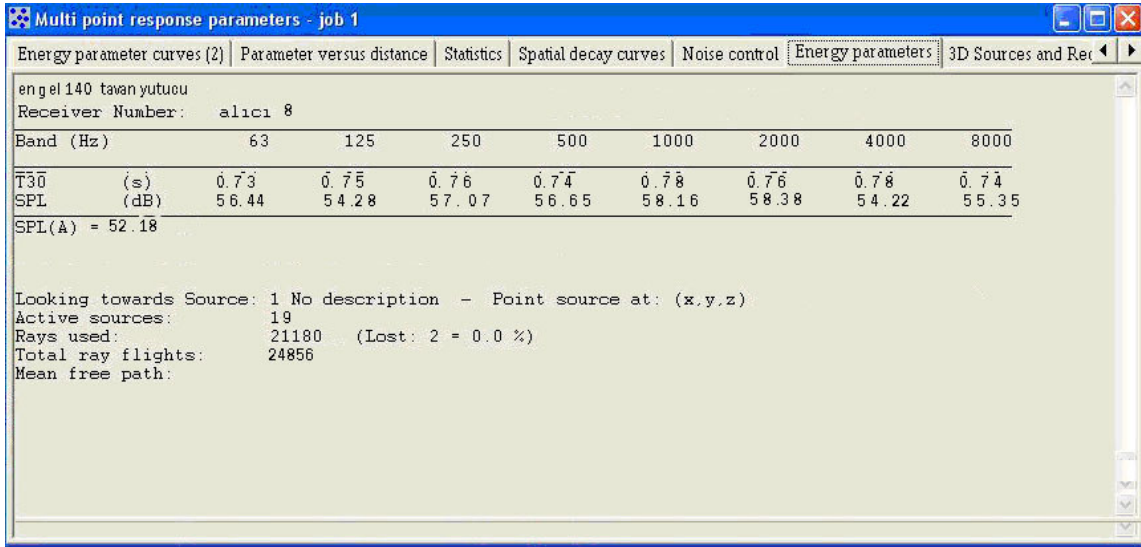 Multi point response parameters - job 1
Energy parameter curves (2) Parameter versus distance Statistics Spatial decay curves Noise control Energy parameters 3D Sources and Rec
engel 140 tavan yutucu
Receiver Number: alıcı 8
Band (Hz) 63 125 250 500 1000 2000 4000 8000
T30 (s) 0.73 0.75 0.76 0.74 0.78 0.76 0.78 0.74
SPL (dB) 56.44 54.28 57.07 56.65 58.16 58.38 54.22 55.35
SPL(A) = 52.18
Looking towards Source: 1 No description - Point source at: (x,y,z)
Active sources: 19
Rays used: 21180 (Lost: 2 = 0.0 %)
Total ray flights: 24856
Mean free path: